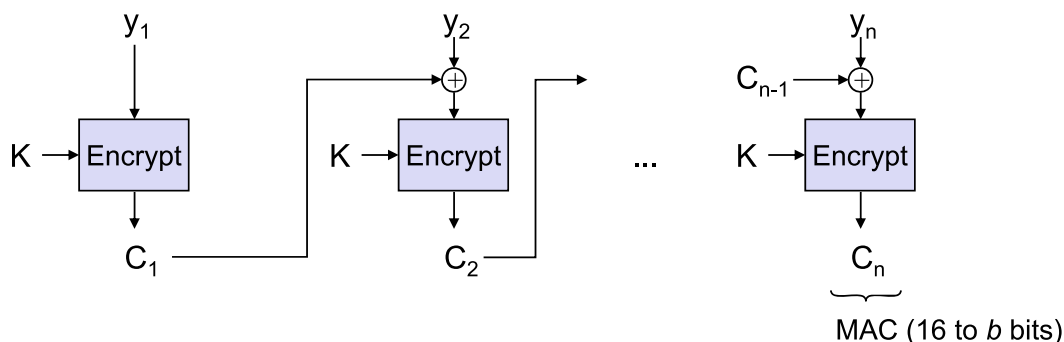 y₁ y₂ yₙ
Cₙ₋₁
K Encrypt K Encrypt ... K Encrypt
C₁ C₂ Cₙ
MAC (16 to b bits)